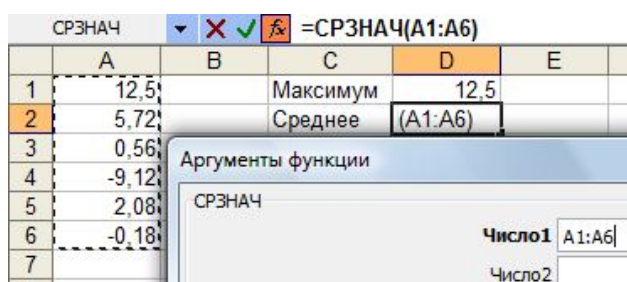 СРЗНАЧ =СРЗНАЧ(A1:A6)
A B C D E
1 12,5 Максимум 12,5
2 5,72 Среднее (A1:A6)
3 0,56
Аргументы функции
4 -9,12
СРЗНАЧ
5 2,08
6 -0,18 Число1 A1:A6
7 Число2